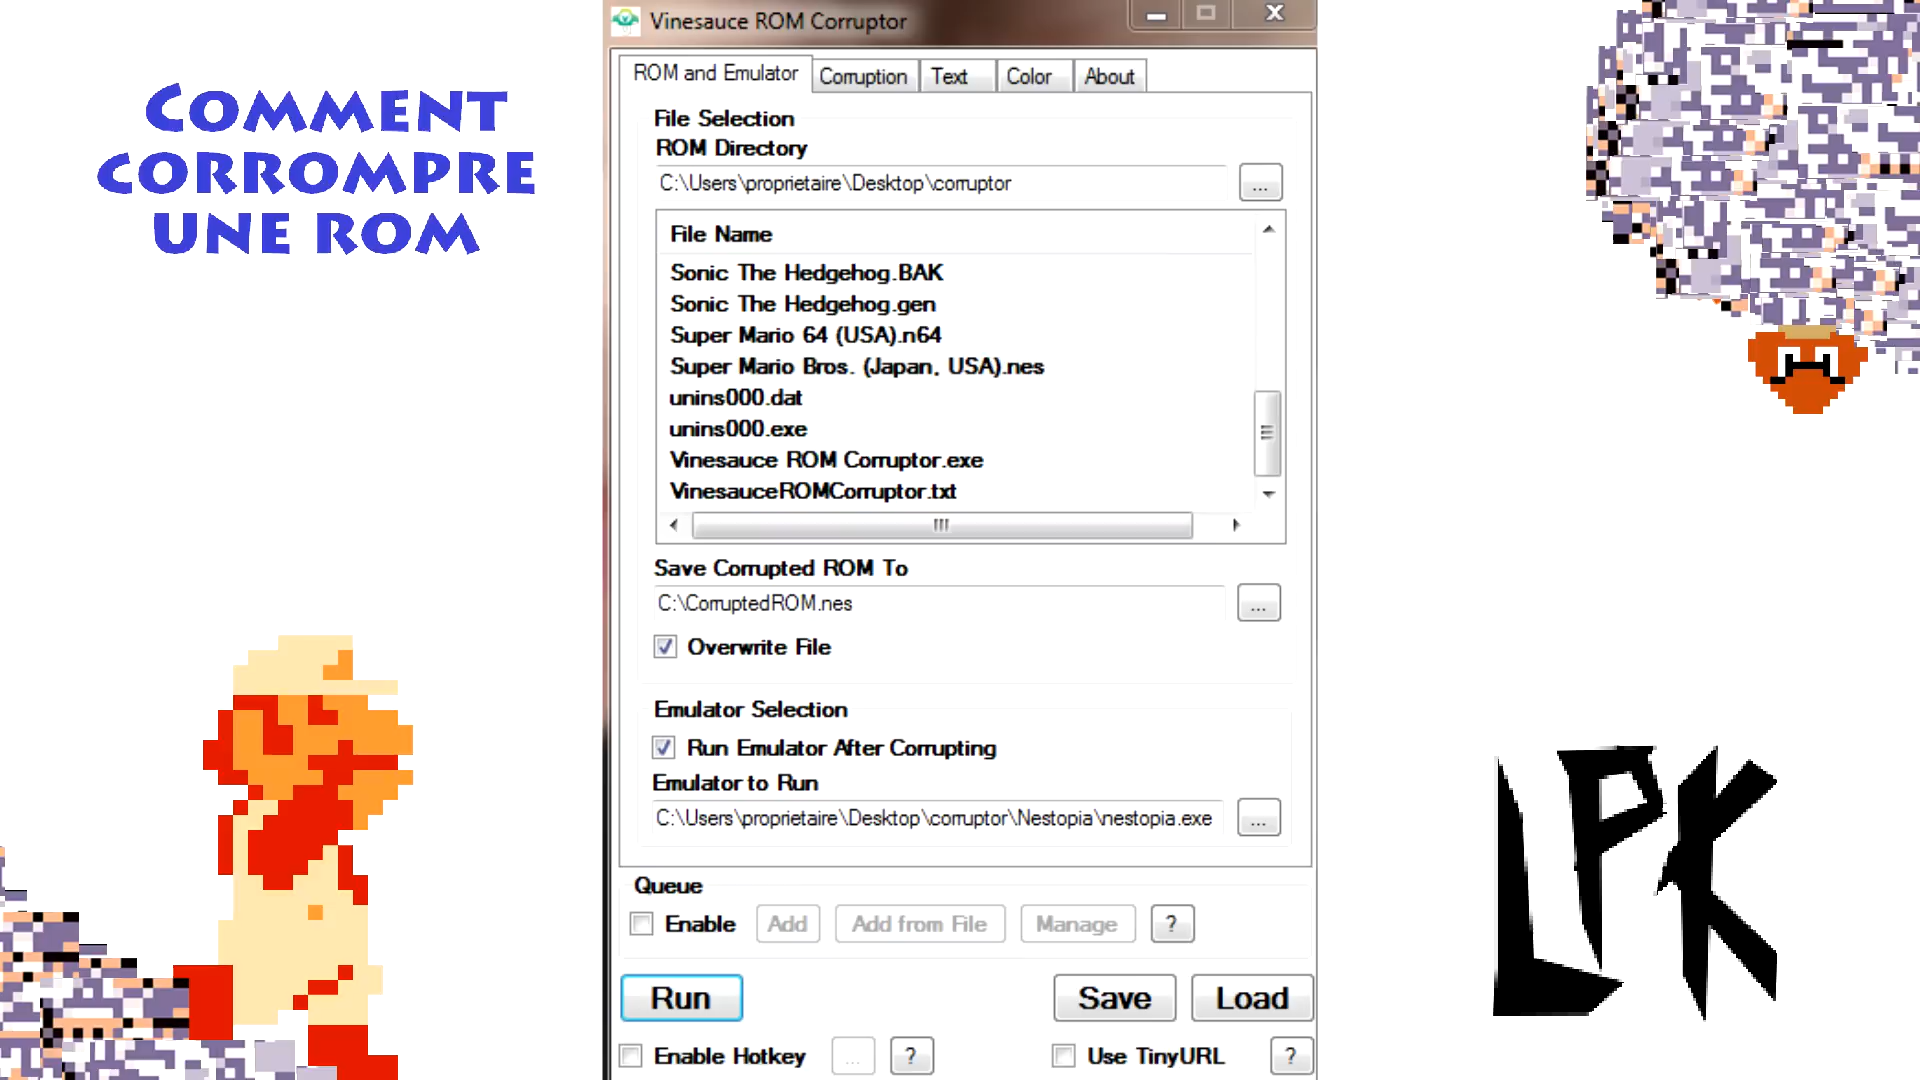 COMMENT
CORROMPRE
UNE ROM
Vinesauce ROM Corruptor
ROM and Emulator
Corruption
Text
Color
About
File Selection
ROM Directory
C:\Users\proprietaire\Desktop\corruptor
...
File Name
Sonic The Hedgehog.BAK
Sonic The Hedgehog.gen
Super Mario 64 (USA).n64
Super Mario Bros. (Japan, USA).nes
unins000.dat
unins000.exe
Vinesauce ROM Corruptor.exe
VinesauceROMCorruptor.txt
Save Corrupted ROM To
C:\CorruptedROM.nes
...
Overwrite File
Emulator Selection
Run Emulator After Corrupting
Emulator to Run
C:\Users\proprietaire\Desktop\corruptor\Nestopia\nestopia.exe
...
Queue
Enable
Add
Add from File
Manage
?
Run
Save
Load
Enable Hotkey
...
?
Use TinyURL
?
LPK